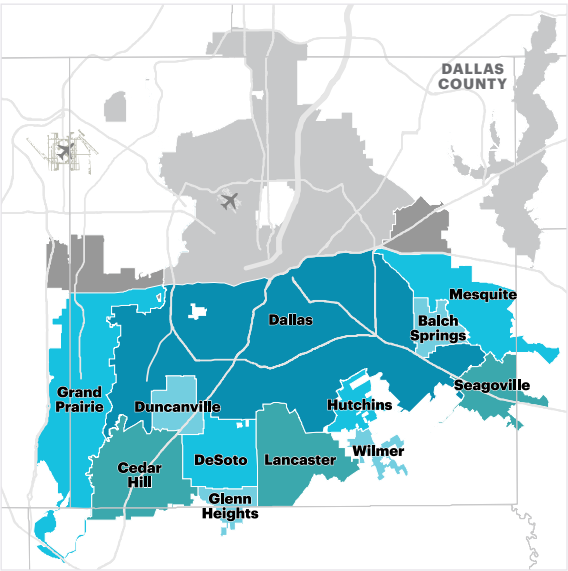 DALLAS
COUNTY
Mesquite
Dallas
Balch
Springs
Seagoville
Grand
Prairie
Duncanville
Hutchins
Wilmer
Cedar
Hill
DeSoto
Lancaster
Glenn
Heights